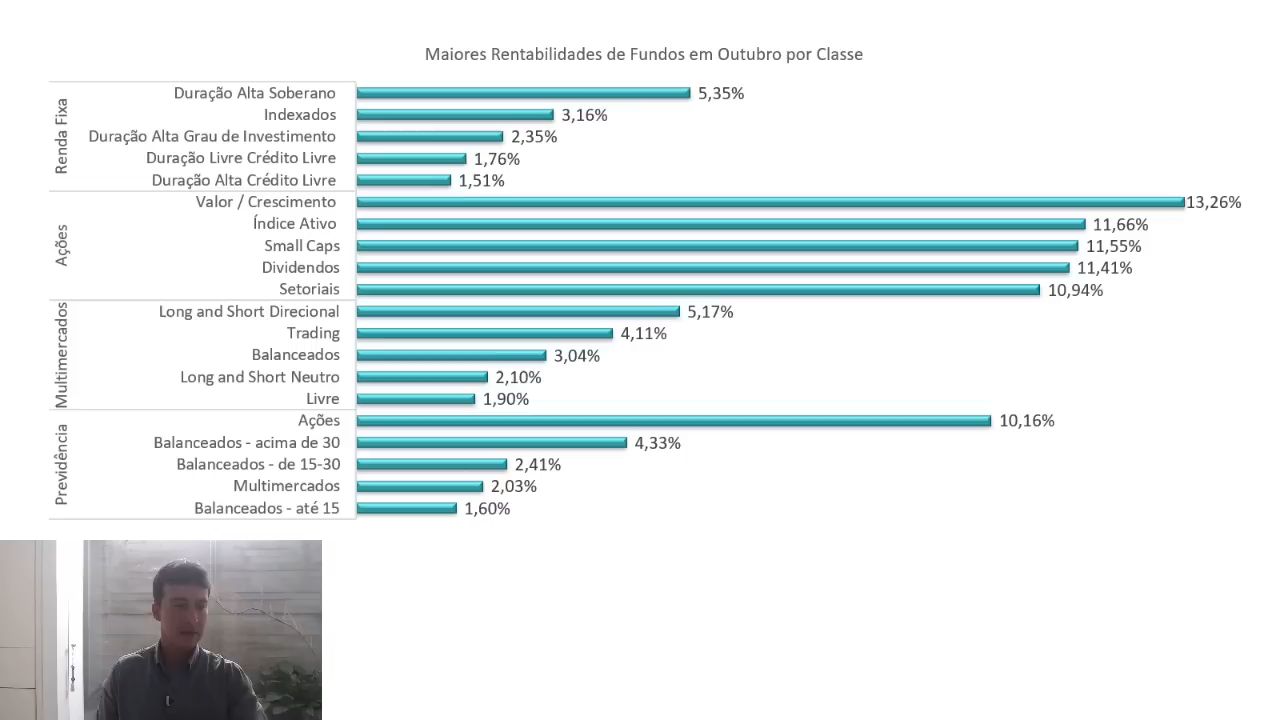 Maiores Rentabilidades de Fundos em Outubro por Classe
Renda Fixa
Duração Alta Soberano 5,35%
Indexados 3,16%
Duração Alta Grau de Investimento 2,35%
Duração Livre Crédito Livre 1,76%
Duração Alta Crédito Livre 1,51%
Ações
Valor / Crescimento 13,26%
Índice Ativo 11,66%
Small Caps 11,55%
Dividendos 11,41%
Setoriais 10,94%
Multimercados
Long and Short Direcional 5,17%
Trading 4,11%
Balanceados 3,04%
Long and Short Neutro 2,10%
Livre 1,90%
Previdência
Ações 10,16%
Balanceados - acima de 30 4,33%
Balanceados - de 15-30 2,41%
Multimercados 2,03%
Balanceados - até 15 1,60%